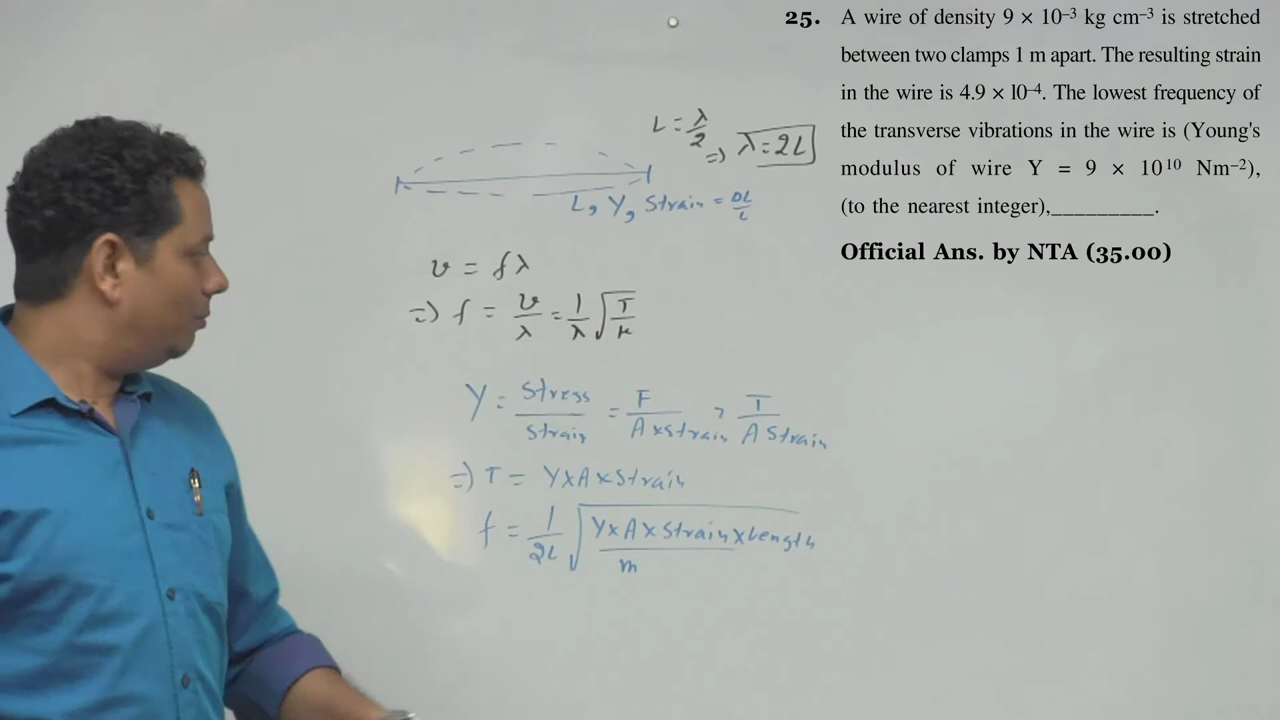 25. A wire of density 9 × 10⁻³ kg cm⁻³ is stretched
between two clamps 1 m apart. The resulting strain
in the wire is 4.9 × l0⁻⁴. The lowest frequency of
the transverse vibrations in the wire is (Young's
modulus of wire Y = 9 × 10¹⁰ Nm⁻²),
(to the nearest integer),_________.
Official Ans. by NTA (35.00)
L = λ/2
=> λ = 2L
L, Y, Strain = DL/L
v = fλ
=> f = v/λ = 1/λ √(T/μ)
Y = Stress/Strain = F/(A x strain) = T/(A Strain)
=> T = Y x A x Strain
f = 1/2L √(Y x A x Strain x Length / m)